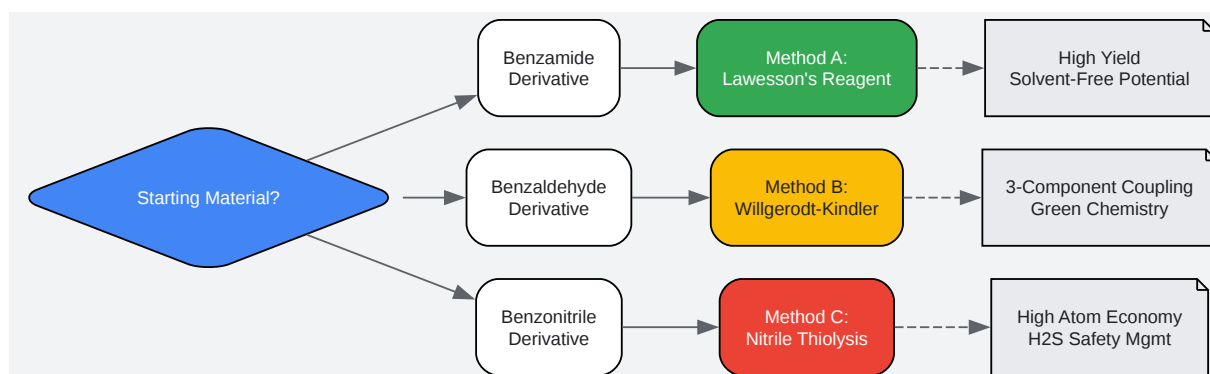 Starting Material?
Benzamide
Derivative
Method A:
Lawesson's Reagent
High Yield
Solvent-Free Potential
Benzaldehyde
Derivative
Method B:
Willgerodt-Kindler
3-Component Coupling
Green Chemistry
Benzonitrile
Derivative
Method C:
Nitrile Thiolysis
High Atom Economy
H2S Safety Mgmt